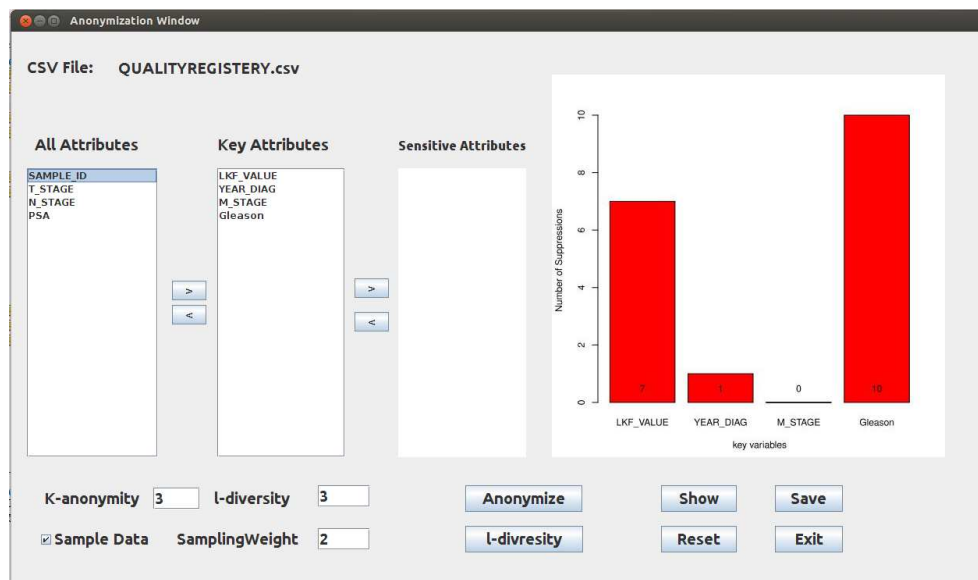 Anonymization Window
CSV File: QUALITYREGISTERY.csv
All Attributes
SAMPLE_ID
T_STAGE
N_STAGE
PSA
>
<
Key Attributes
LKF_VALUE
YEAR_DIAG
M_STAGE
Gleason
>
<
Sensitive Attributes
Number of Suppressions
10
8
6
4
2
0
7 1 0 10
LKF_VALUE YEAR_DIAG M_STAGE Gleason
key variables
K-anonymity 3 l-diversity 3 Anonymize Show Save
Sample Data SamplingWeight 2 l-divresity Reset Exit